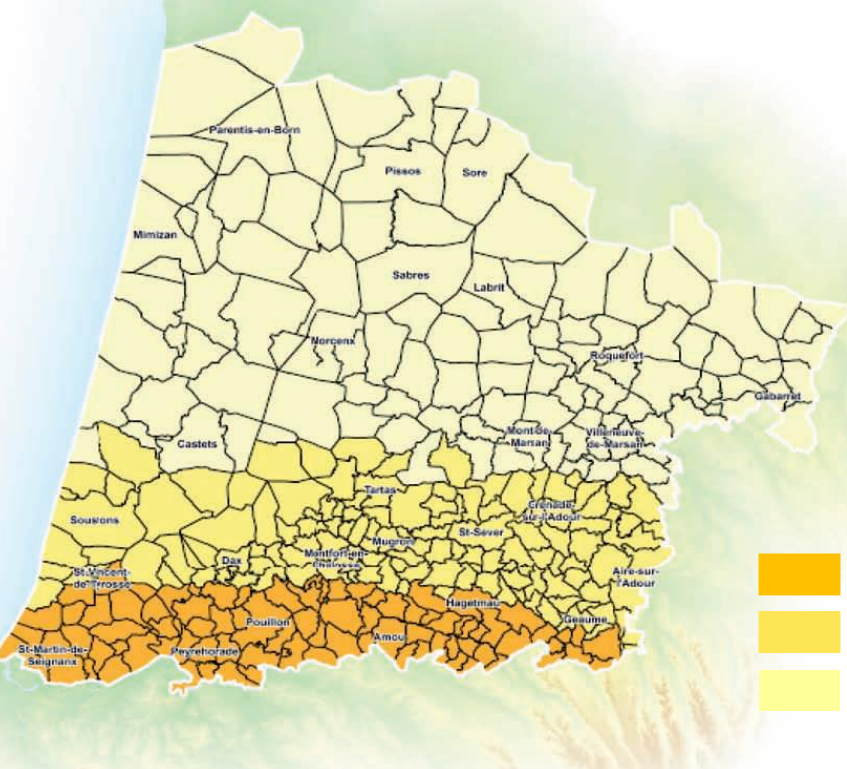 Parentis-en-Born
Pissos
Sore
Mimizan
Sabres
Labrit
Morcenx
Roquefort
Gabarret
Castets
Mont-de-
Marsan
Villeneuve-
de-Marsan
Tartas
Soustons
Grenade-
sur-l'Adour
St-Sever
Mugron
Dax
Montfort-en-
Chalosse
St-Vincent-
de-Tyrosse
Aire-sur-
l'Adour
Hagetmau
Geaune
Pouillon
Amou
St-Martin-de-
Seignanx
Peyrehorade